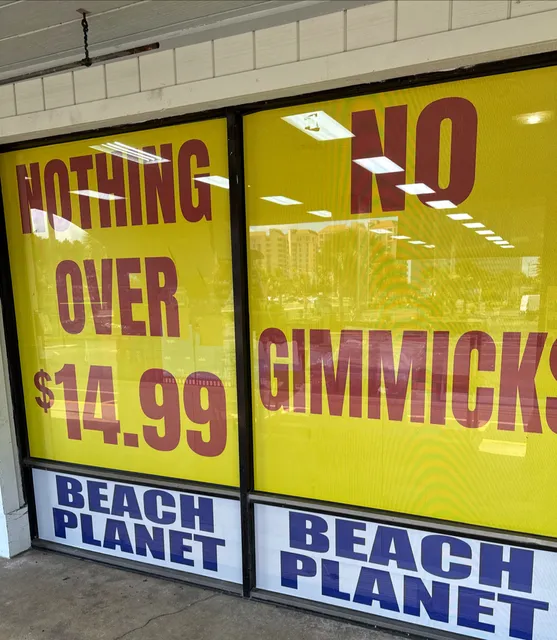 NOTHING
OVER
$14.99
BEACH
PLANET
NO
GIMMICKS
BEACH
PLANET